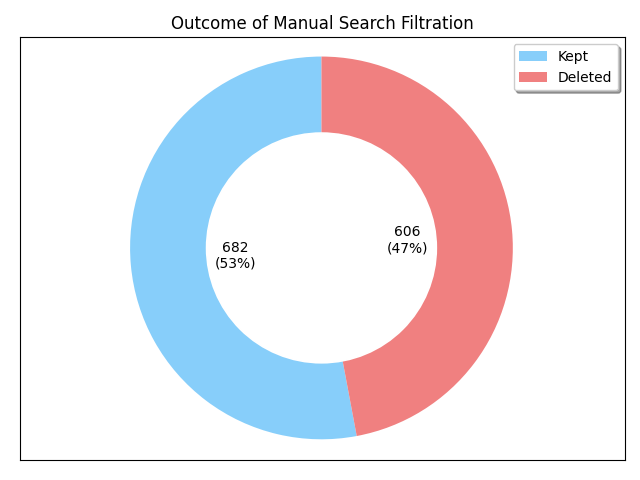 Outcome of Manual Search Filtration
Kept
Deleted
682
(53%)
606
(47%)